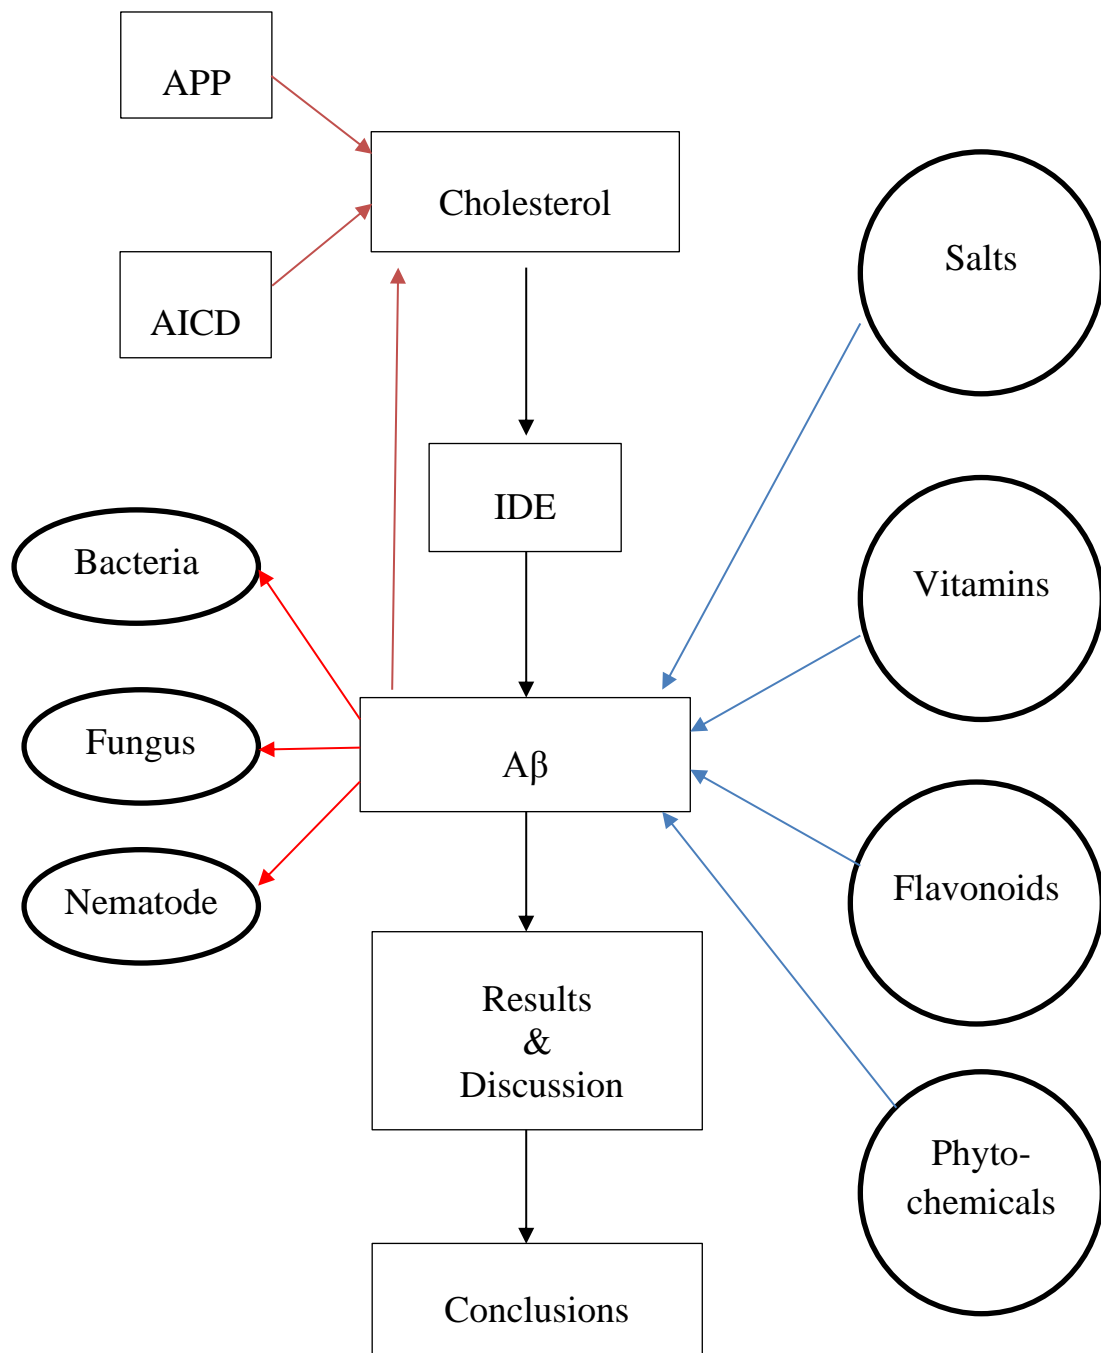 APP
Cholesterol
Salts
AICD
IDE
Bacteria
Vitamins
Fungus
Aβ
Flavonoids
Nematode
Results
&
Discussion
Phyto-
chemicals
Conclusions